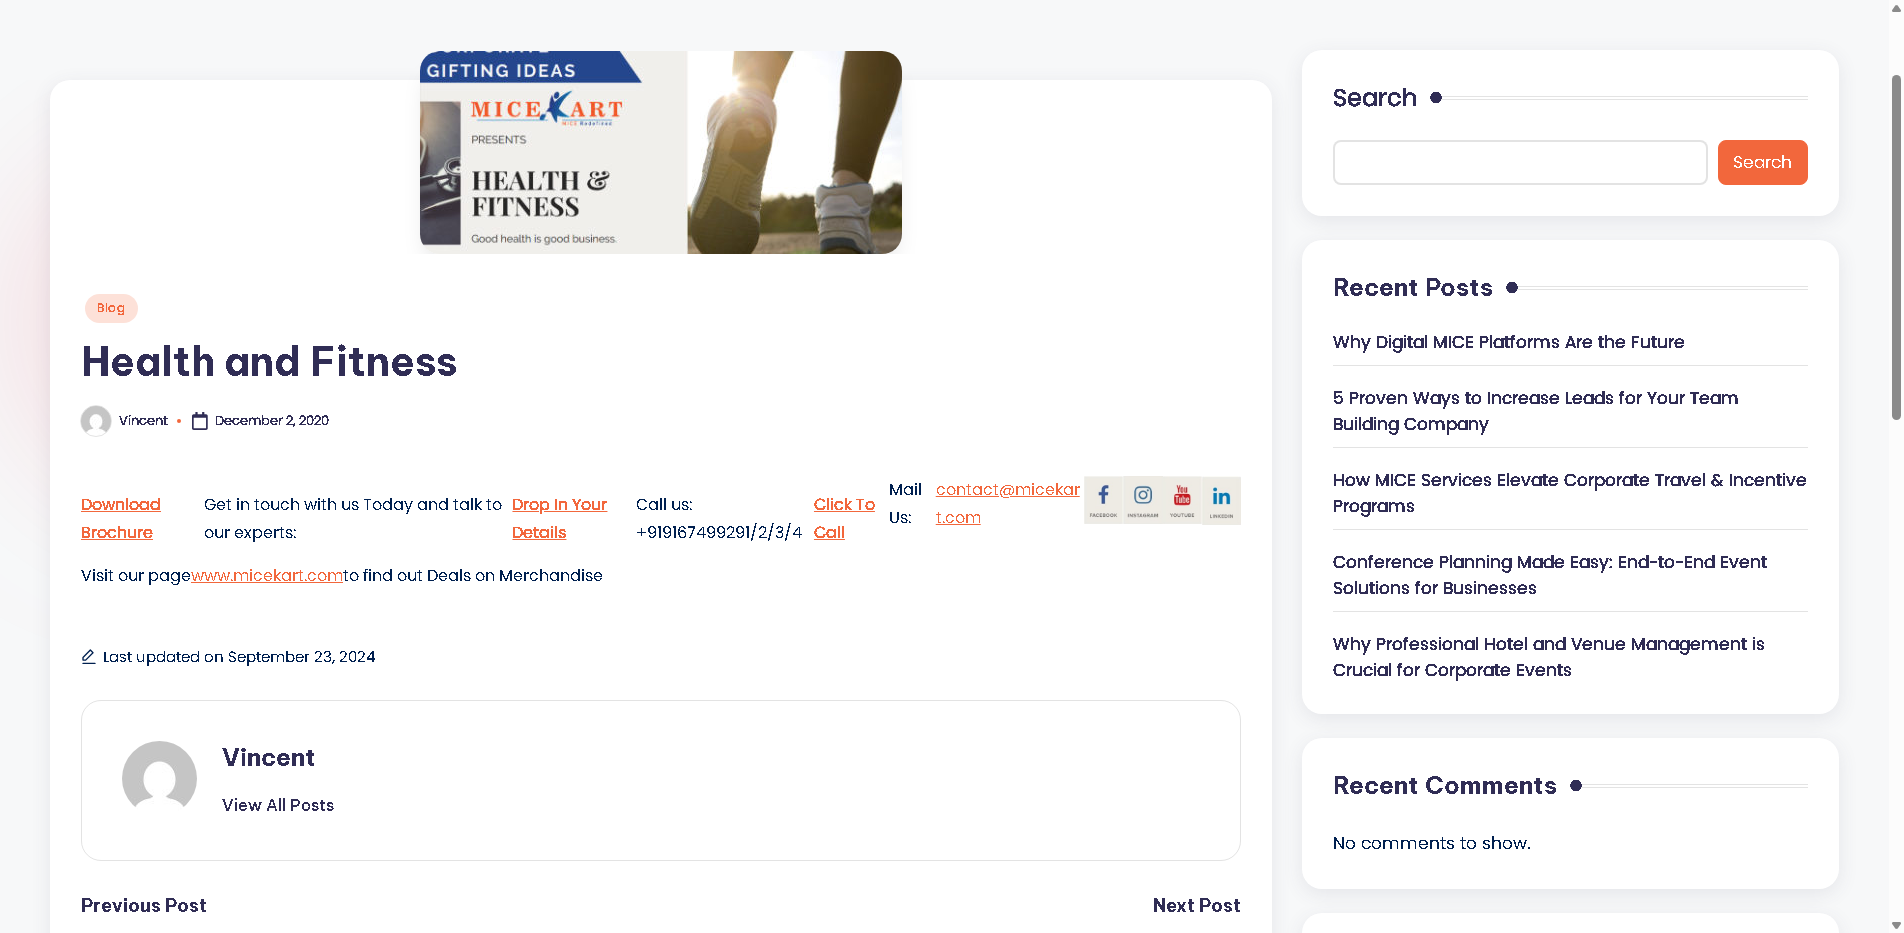 GIFTING IDEAS
MICEKART
MICE Redefined
PRESENTS
HEALTH &
FITNESS
Good health is good business.
Blog
Health and Fitness
Vincent • December 2, 2020
Download
Brochure
Get in touch with us Today and talk to
our experts:
Drop In Your
Details
Call us:
+919167499291/2/3/4
Click To
Call
Mail
Us:
contact@micekar
t.com
FACEBOOK INSTAGRAM YOUTUBE LINKEDIN
Visit our pagewww.micekart.comto find out Deals on Merchandise
Last updated on September 23, 2024
Vincent
View All Posts
Previous Post
Next Post
Search
Search
Recent Posts
Why Digital MICE Platforms Are the Future
5 Proven Ways to Increase Leads for Your Team
Building Company
How MICE Services Elevate Corporate Travel & Incentive
Programs
Conference Planning Made Easy: End-to-End Event
Solutions for Businesses
Why Professional Hotel and Venue Management is
Crucial for Corporate Events
Recent Comments
No comments to show.